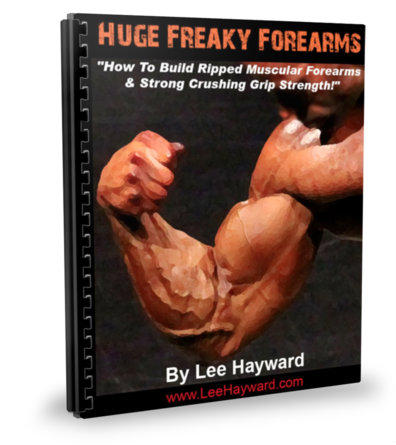 HUGE FREAKY FOREARMS
"How To Build Ripped Muscular Forearms
& Strong Crushing Grip Strength!"
By Lee Hayward
www.LeeHayward.com